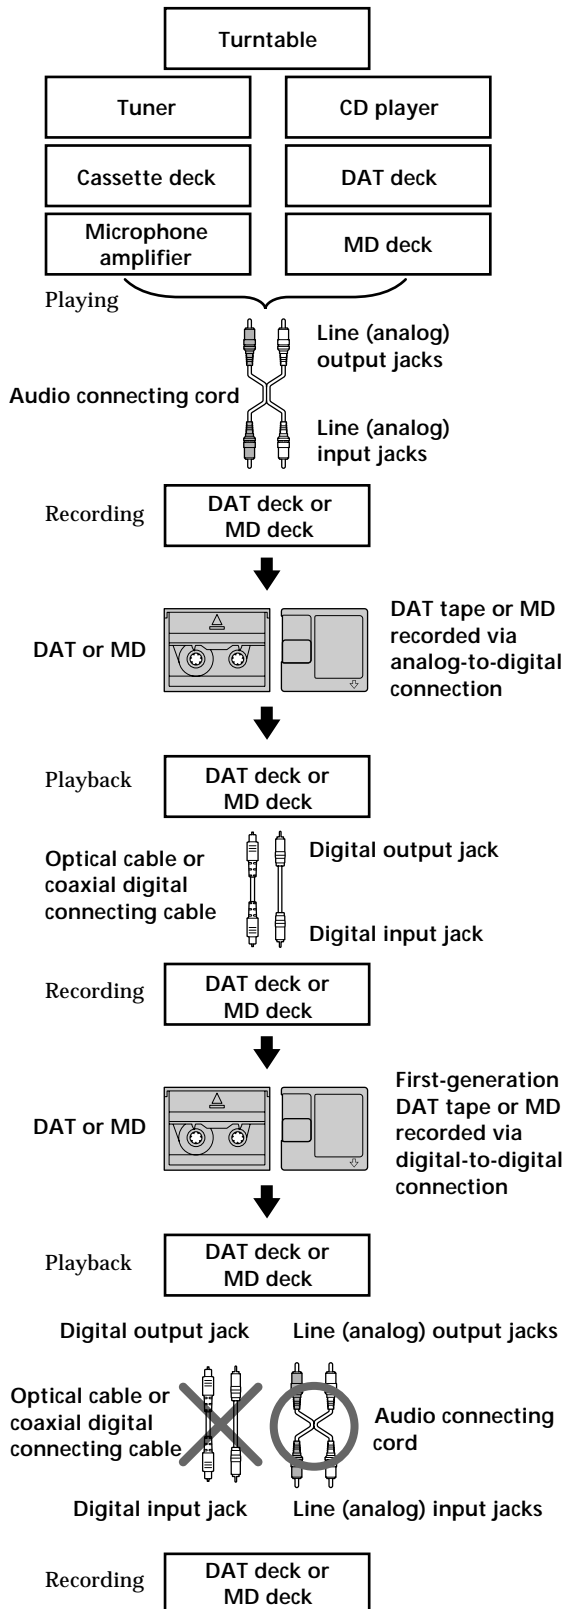 Turntable
Tuner
CD player
Cassette deck
DAT deck
Microphone
amplifier
MD deck
Playing
Line (analog)
output jacks
Audio connecting cord
Line (analog)
input jacks
Recording
DAT deck or
MD deck
DAT or MD
DAT tape or MD
recorded via
analog-to-digital
connection
Playback
DAT deck or
MD deck
Optical cable or
coaxial digital
connecting cable
Digital output jack
Digital input jack
Recording
DAT deck or
MD deck
DAT or MD
First-generation
DAT tape or MD
recorded via
digital-to-digital
connection
Playback
DAT deck or
MD deck
Digital output jack
Line (analog) output jacks
Optical cable or
coaxial digital
connecting cable
Audio connecting
cord
Digital input jack
Line (analog) input jacks
Recording
DAT deck or
MD deck